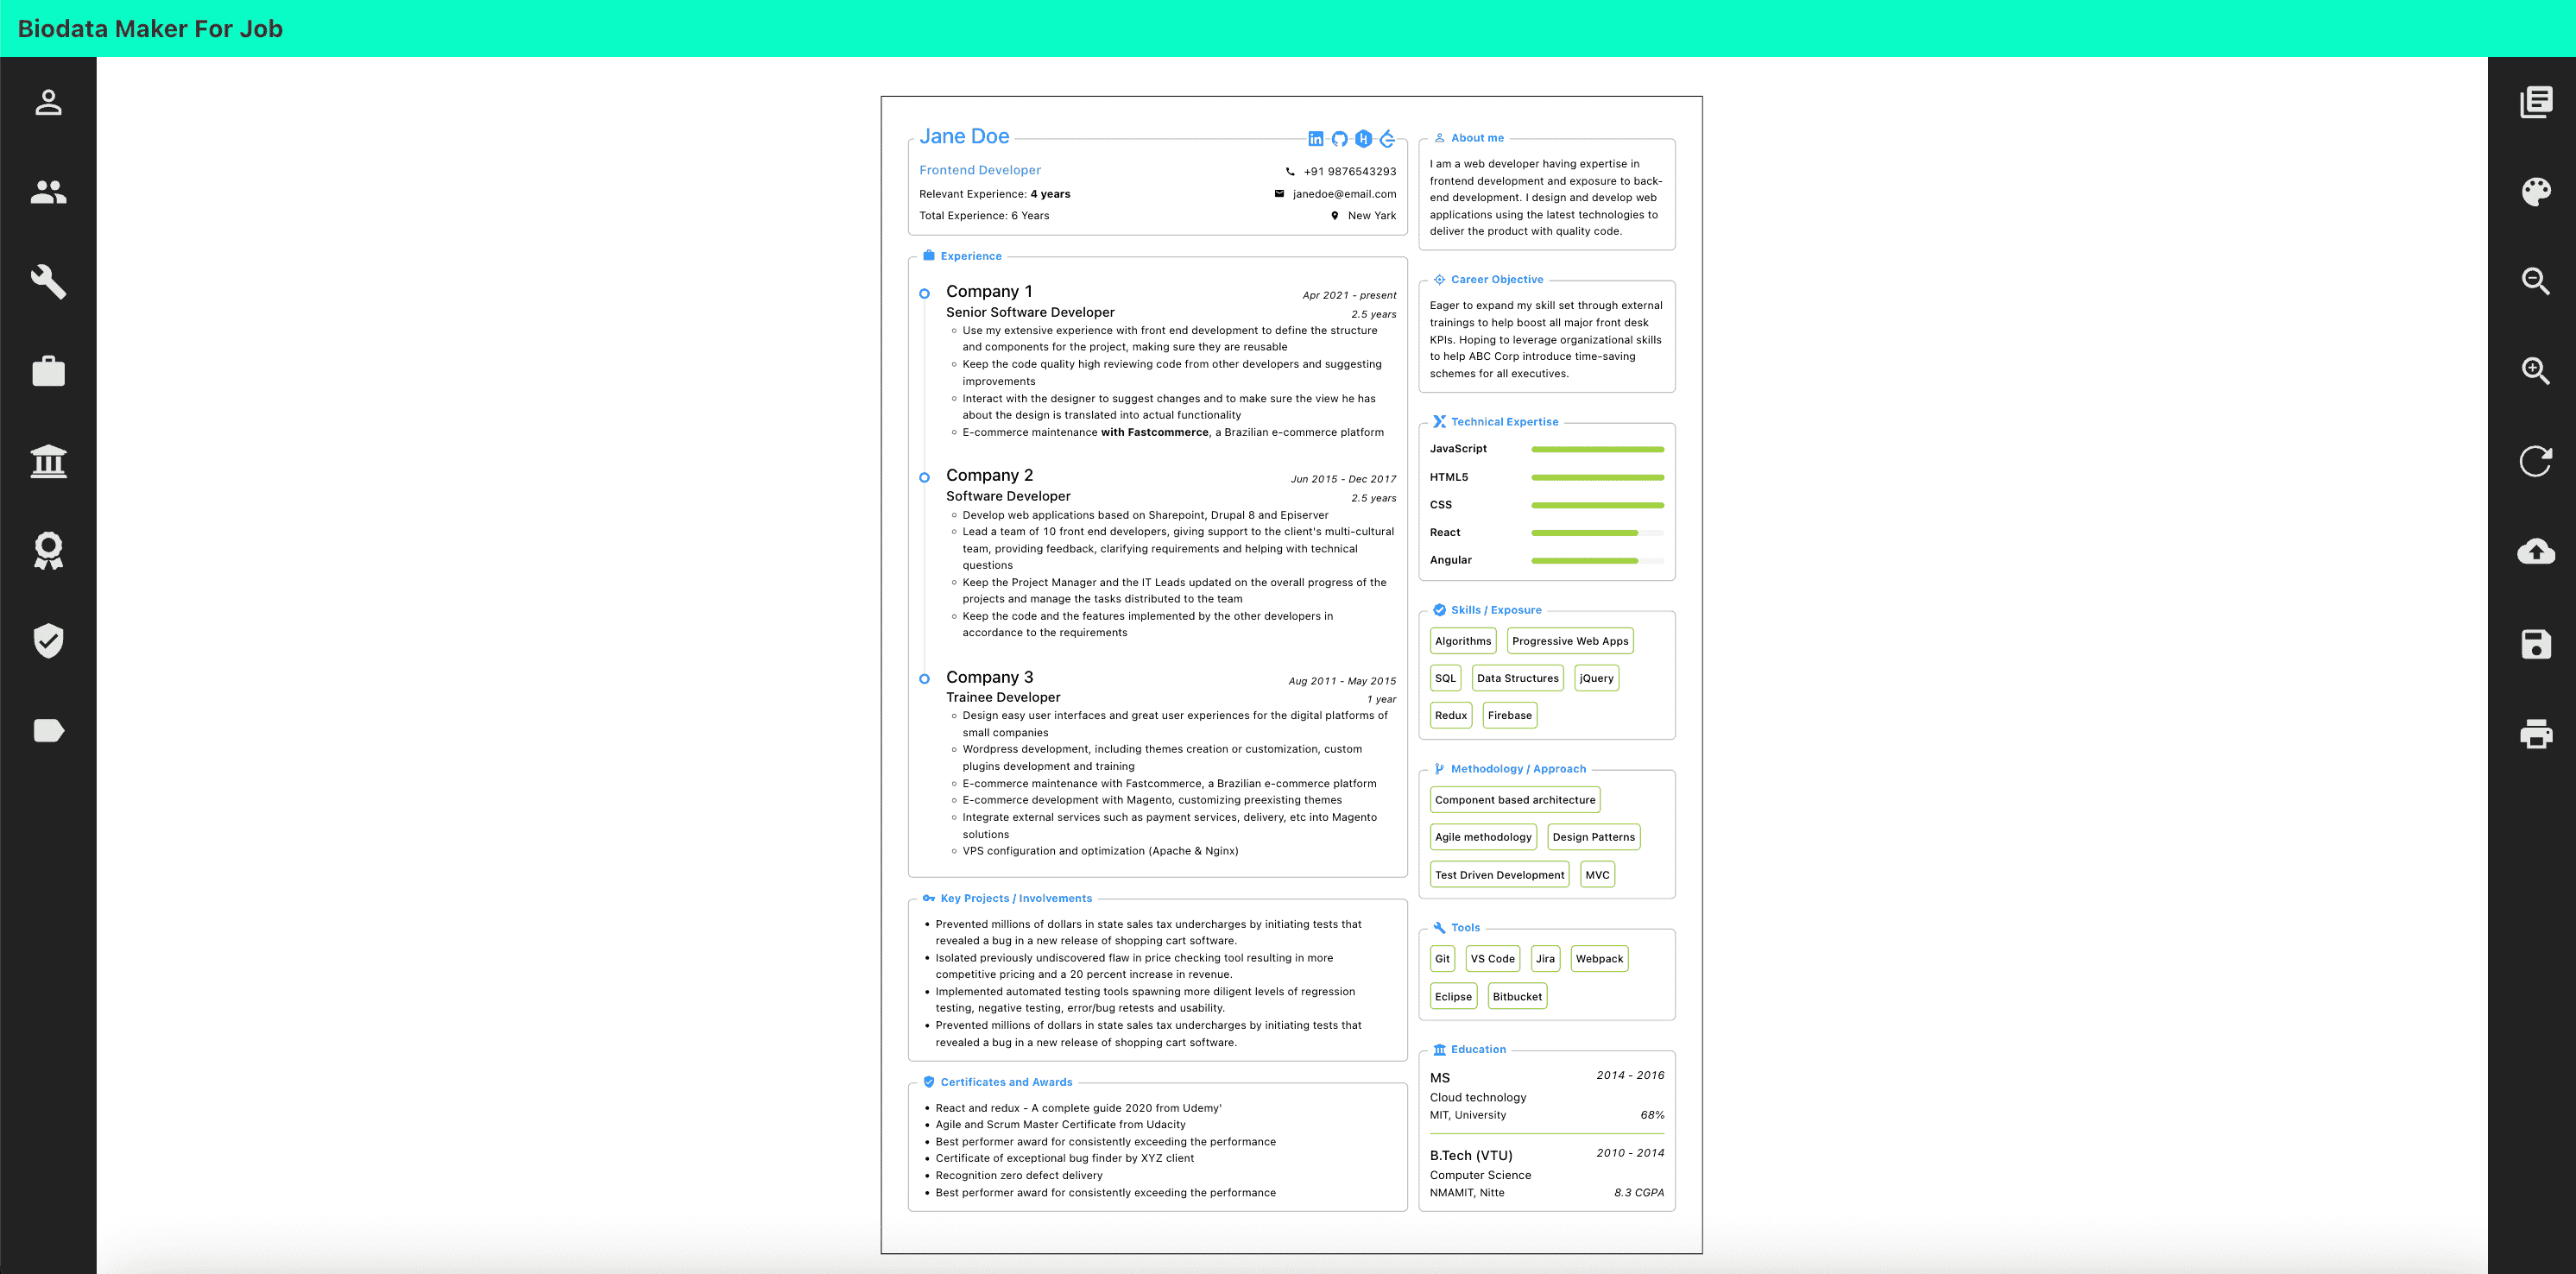 Biodata Maker For Job
Jane Doe
Frontend Developer
+91 9876543293
Relevant Experience: 4 years
janedoe@email.com
Total Experience: 6 Years
New Yark
Experience
Company 1
Apr 2021 - present
Senior Software Developer
2.5 years
Use my extensive experience with front end development to define the structure
and components for the project, making sure they are reusable
Keep the code quality high reviewing code from other developers and suggesting
improvements
Interact with the designer to suggest changes and to make sure the view he has
about the design is translated into actual functionality
E-commerce maintenance with Fastcommerce, a Brazilian e-commerce platform
Company 2
Jun 2015 - Dec 2017
Software Developer
2.5 years
Develop web applications based on Sharepoint, Drupal 8 and Episerver
Lead a team of 10 front end developers, giving support to the client's multi-cultural
team, providing feedback, clarifying requirements and helping with technical
questions
Keep the Project Manager and the IT Leads updated on the overall progress of the
projects and manage the tasks distributed to the team
Keep the code and the features implemented by the other developers in
accordance to the requirements
Company 3
Aug 2011 - May 2015
Trainee Developer
1 year
Design easy user interfaces and great user experiences for the digital platforms of
small companies
Wordpress development, including themes creation or customization, custom
plugins development and training
E-commerce maintenance with Fastcommerce, a Brazilian e-commerce platform
E-commerce development with Magento, customizing preexisting themes
Integrate external services such as payment services, delivery, etc into Magento
solutions
VPS configuration and optimization (Apache & Nginx)
Key Projects / Involvements
Prevented millions of dollars in state sales tax undercharges by initiating tests that
revealed a bug in a new release of shopping cart software.
Isolated previously undiscovered flaw in price checking tool resulting in more
competitive pricing and a 20 percent increase in revenue.
Implemented automated testing tools spawning more diligent levels of regression
testing, negative testing, error/bug retests and usability.
Prevented millions of dollars in state sales tax undercharges by initiating tests that
revealed a bug in a new release of shopping cart software.
Certificates and Awards
React and redux - A complete guide 2020 from Udemy'
Agile and Scrum Master Certificate from Udacity
Best performer award for consistently exceeding the performance
Certificate of exceptional bug finder by XYZ client
Recognition zero defect delivery
Best performer award for consistently exceeding the performance
About me
I am a web developer having expertise in
frontend development and exposure to back-
end development. I design and develop web
applications using the latest technologies to
deliver the product with quality code.
Career Objective
Eager to expand my skill set through external
trainings to help boost all major front desk
KPIs. Hoping to leverage organizational skills
to help ABC Corp introduce time-saving
schemes for all executives.
Technical Expertise
JavaScript
HTML5
CSS
React
Angular
Skills / Exposure
Algorithms Progressive Web Apps
SQL Data Structures jQuery
Redux Firebase
Methodology / Approach
Component based architecture
Agile methodology Design Patterns
Test Driven Development MVC
Tools
Git VS Code Jira Webpack
Eclipse Bitbucket
Education
MS 2014 - 2016
Cloud technology
MIT, University 68%
B.Tech (VTU) 2010 - 2014
Computer Science
NMAMIT, Nitte 8.3 CGPA